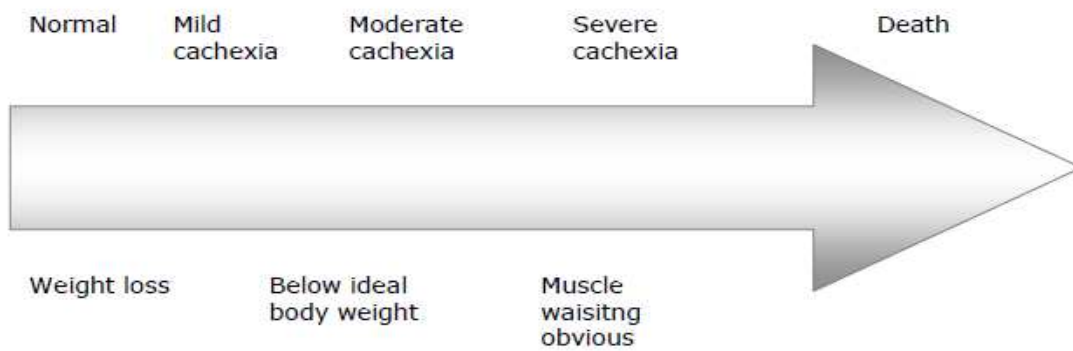 Normal
Mild
cachexia
Moderate
cachexia
Severe
cachexia
Death
Weight loss
Below ideal
body weight
Muscle
waisitng
obvious